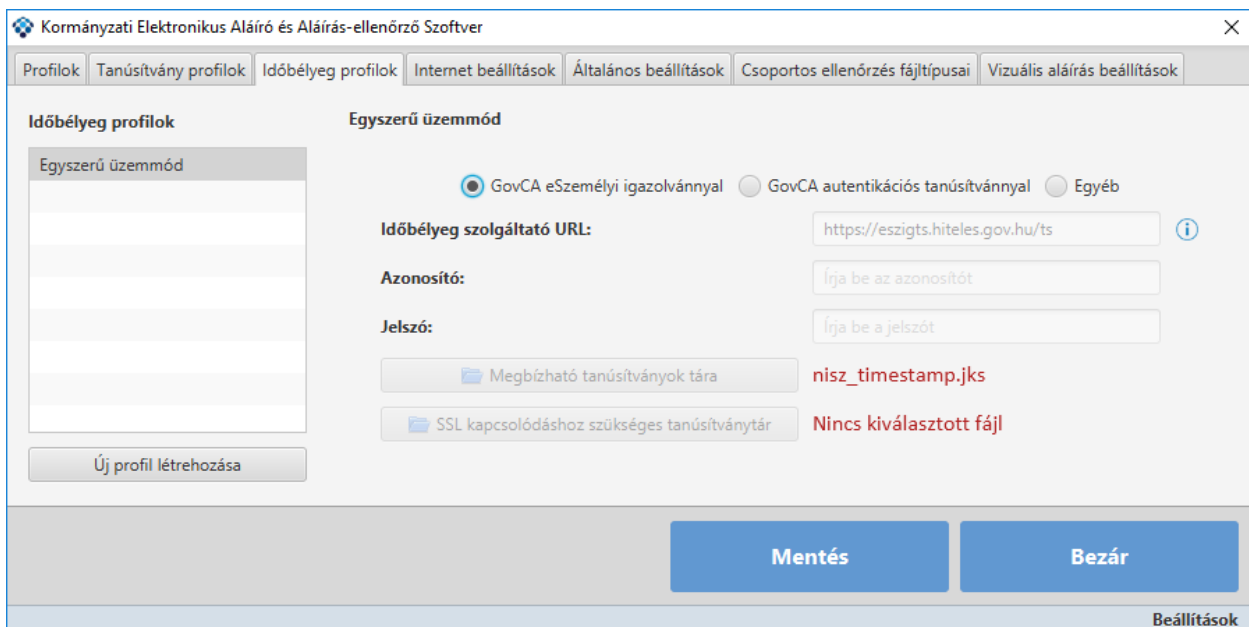 Kormányzati Elektronikus Aláíró és Aláírás-ellenőrző Szoftver
Profilok Tanúsítvány profilok Időbélyeg profilok Internet beállítások Általános beállítások Csoportos ellenőrzés fájltípusai Vizuális aláírás beállítások
Időbélyeg profilok
Egyszerű üzemmód
Új profil létrehozása
Egyszerű üzemmód
GovCA eSzemélyi igazolvánnyal GovCA autentikációs tanúsítvánnyal Egyéb
Időbélyeg szolgáltató URL: https://eszigts.hiteles.gov.hu/ts
Azonosító: Írja be az azonosítót
Jelszó: Írja be a jelszót
Megbízható tanúsítványok tára nisz_timestamp.jks
SSL kapcsolódáshoz szükséges tanúsítványtár Nincs kiválasztott fájl
Mentés Bezár
Beállítások